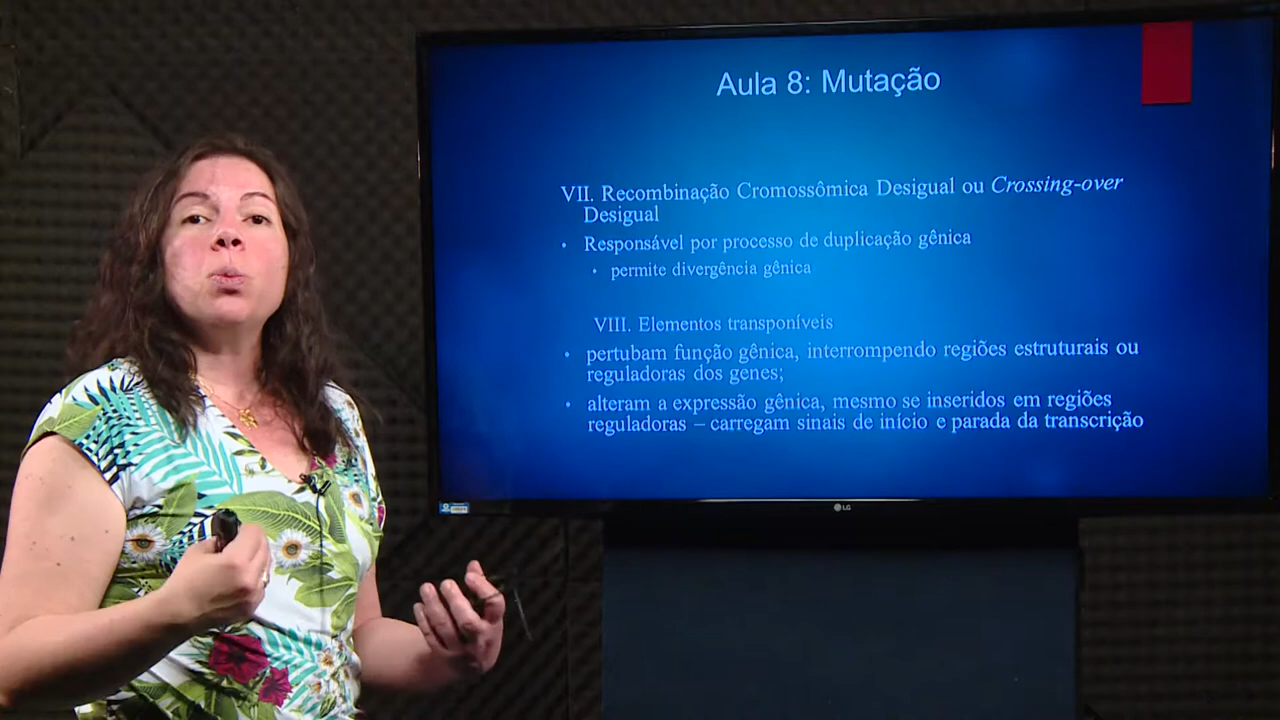 Aula 8: Mutação
VII. Recombinação Cromossômica Desigual ou Crossing-over
Desigual
• Responsável por processo de duplicação gênica
• permite divergência gênica
VIII. Elementos transponíveis
• pertubam função gênica, interrompendo regiões estruturais ou
reguladoras dos genes;
• alteram a expressão gênica, mesmo se inseridos em regiões
reguladoras – carregam sinais de início e parada da transcrição
LG